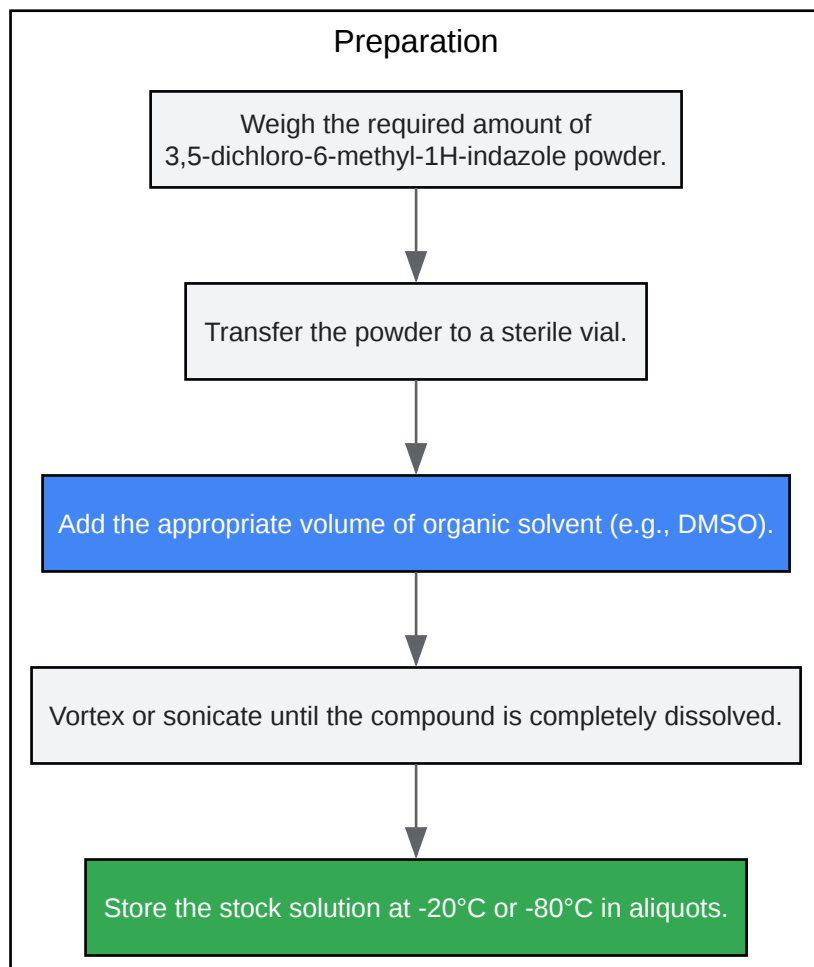 Preparation
Weigh the required amount of
3,5-dichloro-6-methyl-1H-indazole powder.
Transfer the powder to a sterile vial.
Add the appropriate volume of organic solvent (e.g., DMSO).
Vortex or sonicate until the compound is completely dissolved.
Store the stock solution at -20°C or -80°C in aliquots.